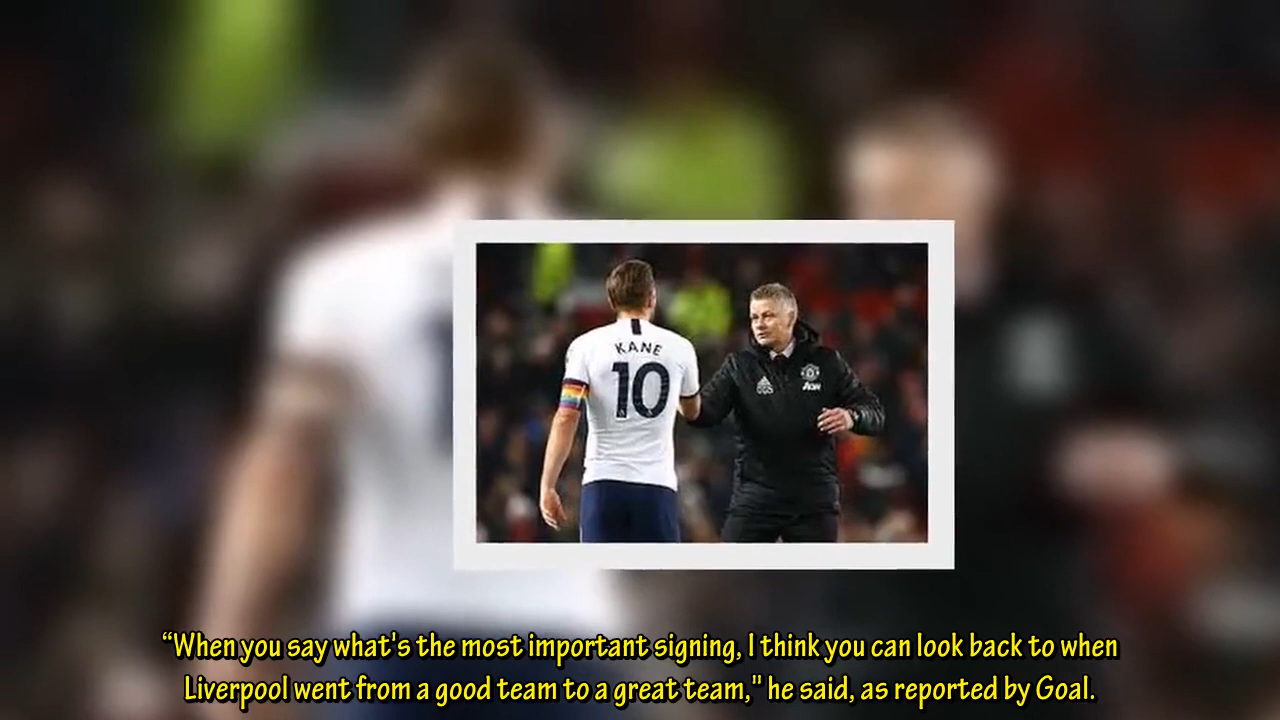 KANE
10
AON
“When you say what's the most important signing, I think you can look back to when
Liverpool went from a good team to a great team," he said, as reported by Goal.